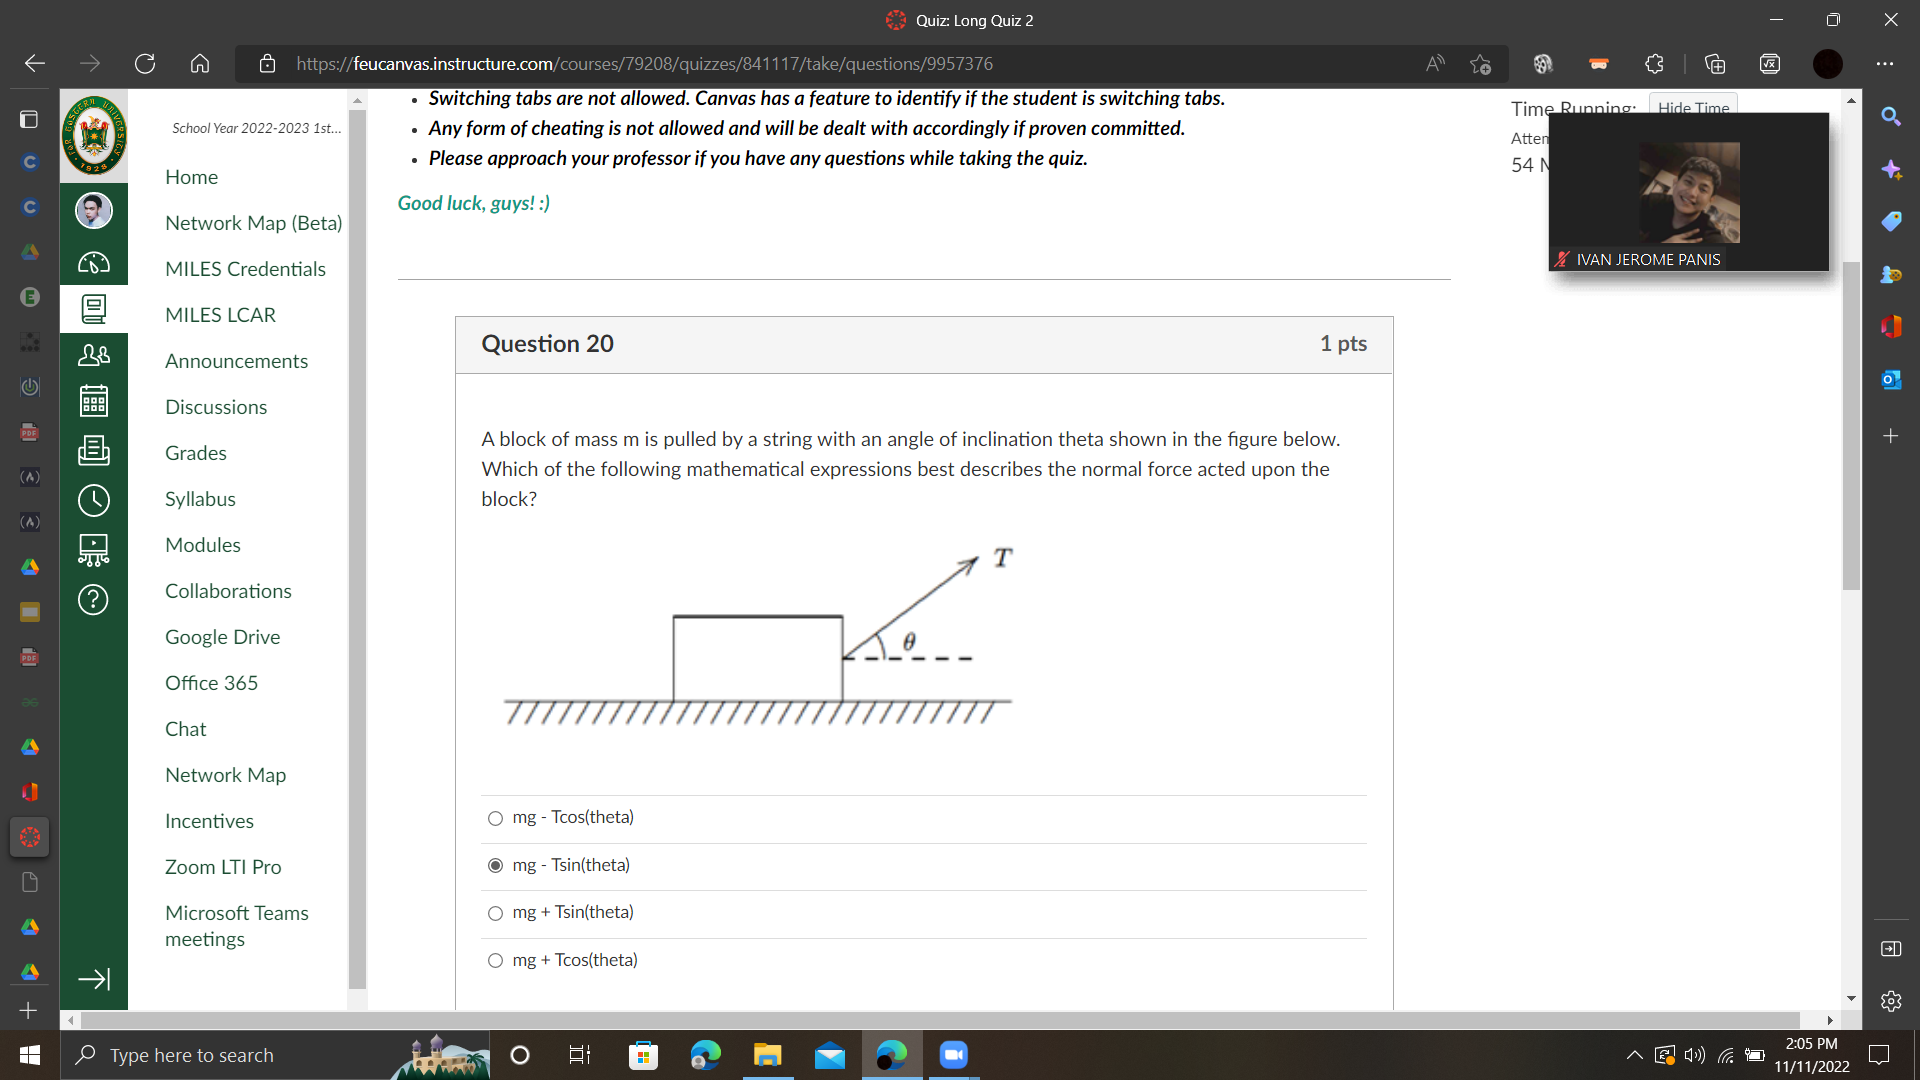 Quiz: Long Quiz 2
https://feucanvas.instructure.com/courses/79208/quizzes/841117/take/questions/9957376
School Year 2022-2023 1st...
Home
Network Map (Beta)
MILES Credentials
MILES LCAR
Announcements
Discussions
Grades
Syllabus
Modules
Collaborations
Google Drive
Office 365
Chat
Network Map
Incentives
Zoom LTI Pro
Microsoft Teams
meetings
• Switching tabs are not allowed. Canvas has a feature to identify if the student is switching tabs.
• Any form of cheating is not allowed and will be dealt with accordingly if proven committed.
• Please approach your professor if you have any questions while taking the quiz.
Good luck, guys! :)
Time Running: Hide Time
54
IVAN JEROME PANIS
Question 20 1 pts
A block of mass m is pulled by a string with an angle of inclination theta shown in the figure below.
Which of the following mathematical expressions best describes the normal force acted upon the
block?
T
θ
mg - Tcos(theta)
mg - Tsin(theta)
mg + Tsin(theta)
mg + Tcos(theta)
Type here to search
2:05 PM
11/11/2022